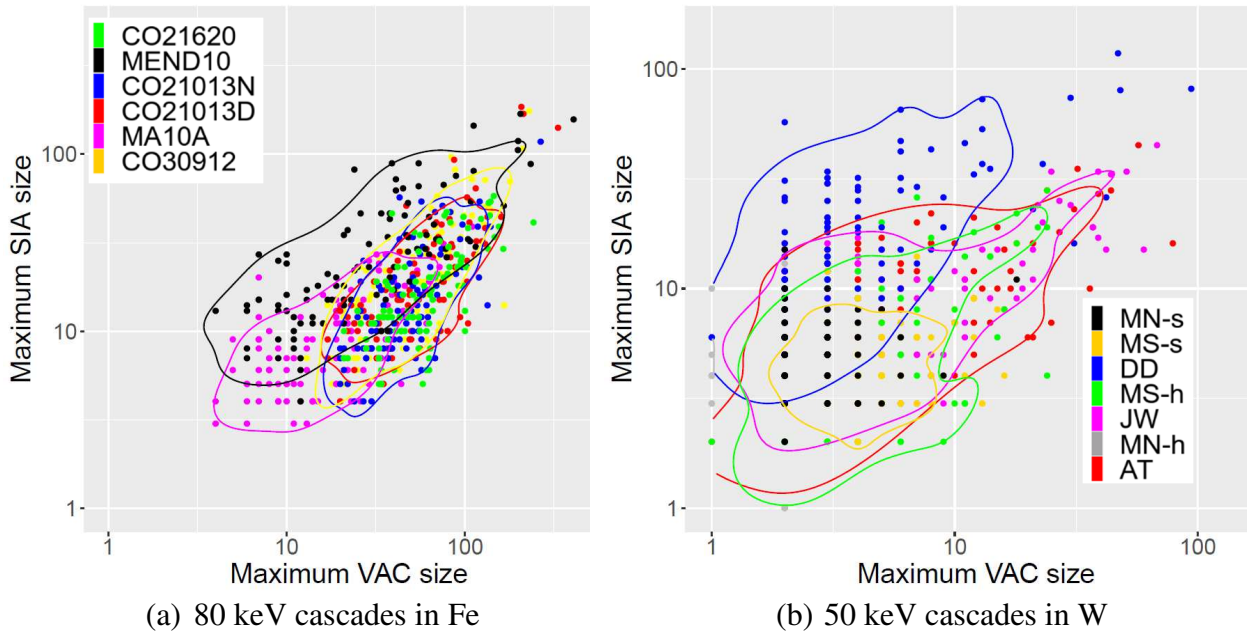 CO21620
MEND10
CO21013N
CO21013D
MA10A
CO30912
100
10
1
Maximum SIA size
1
10
100
Maximum VAC size
(a) 80 keV cascades in Fe
100
10
1
Maximum SIA size
MN-s
MS-s
DD
MS-h
JW
MN-h
AT
1
10
100
Maximum VAC size
(b) 50 keV cascades in W